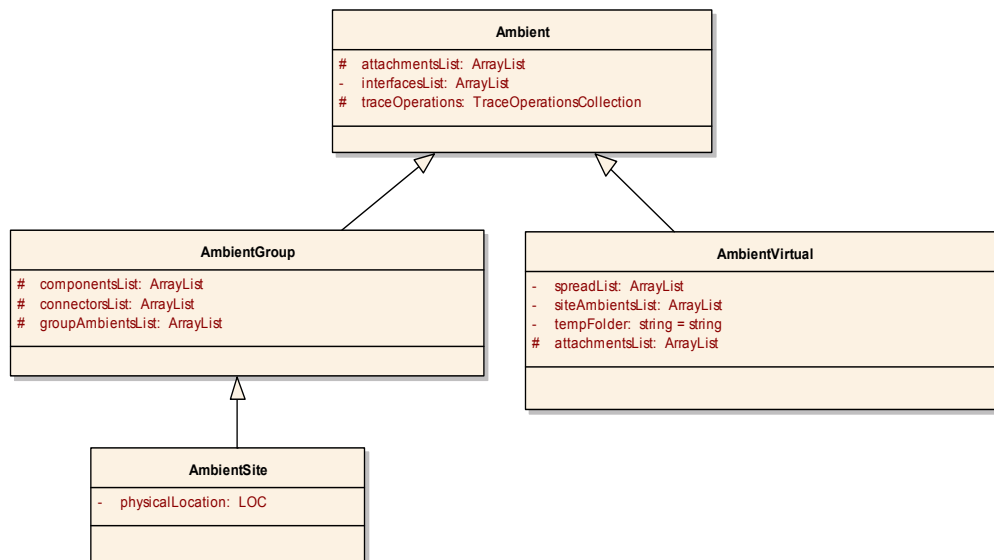 Ambient
# attachmentsList: ArrayList
- interfacesList: ArrayList
# traceOperations: TraceOperationsCollection
AmbientGroup
# componentsList: ArrayList
# connectorsList: ArrayList
# groupAmbientsList: ArrayList
AmbientVirtual
- spreadList: ArrayList
- siteAmbientsList: ArrayList
- tempFolder: string = string
# attachmentsList: ArrayList
AmbientSite
- physicalLocation: LOC